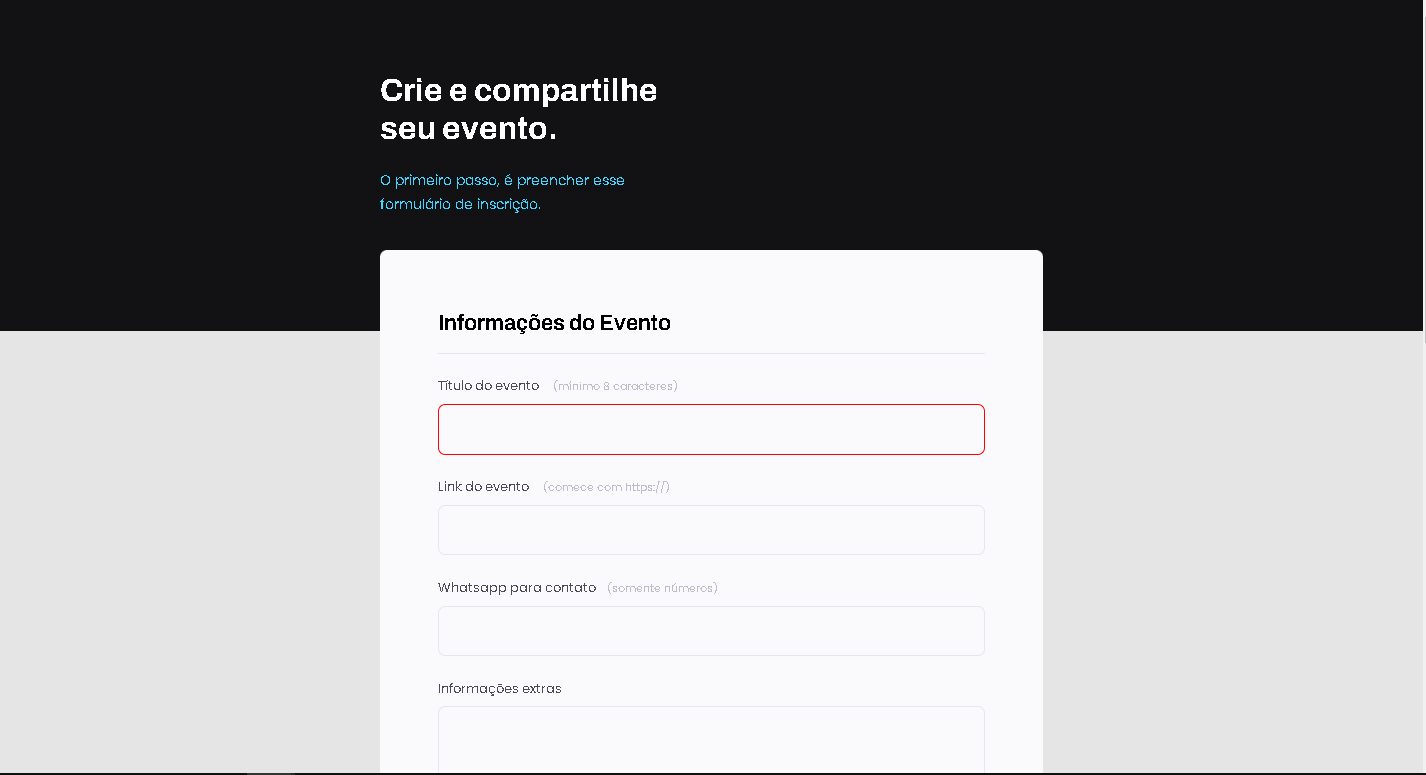 Crie e compartilhe
seu evento.
O primeiro passo, é preencher esse
formulário de inscrição.
Informações do Evento
Título do evento (mínimo 8 caracteres)
Link do evento (comece com https://)
Whatsapp para contato (somente números)
Informações extras